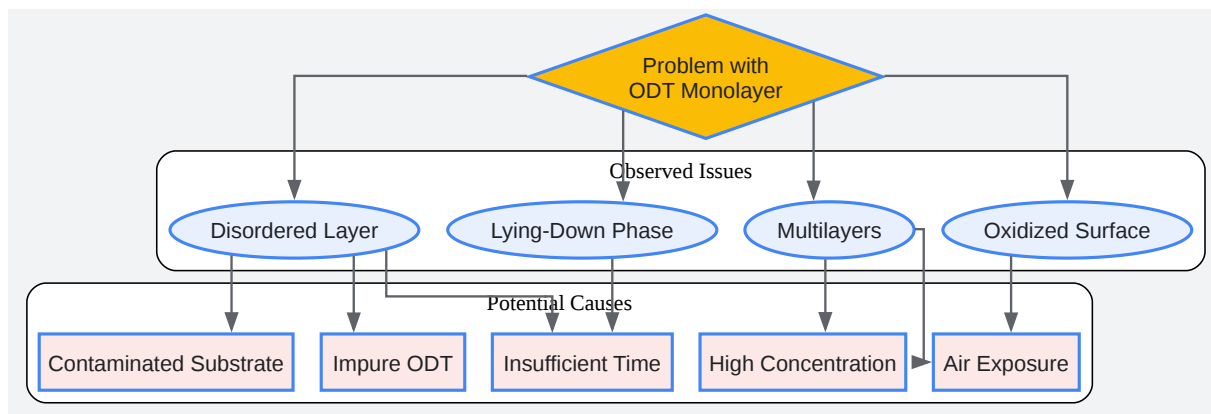 Problem with
ODT Monolayer
Observed Issues
Disordered Layer
Lying-Down Phase
Multilayers
Oxidized Surface
Potential Causes
Contaminated Substrate
Impure ODT
Insufficient Time
High Concentration
Air Exposure